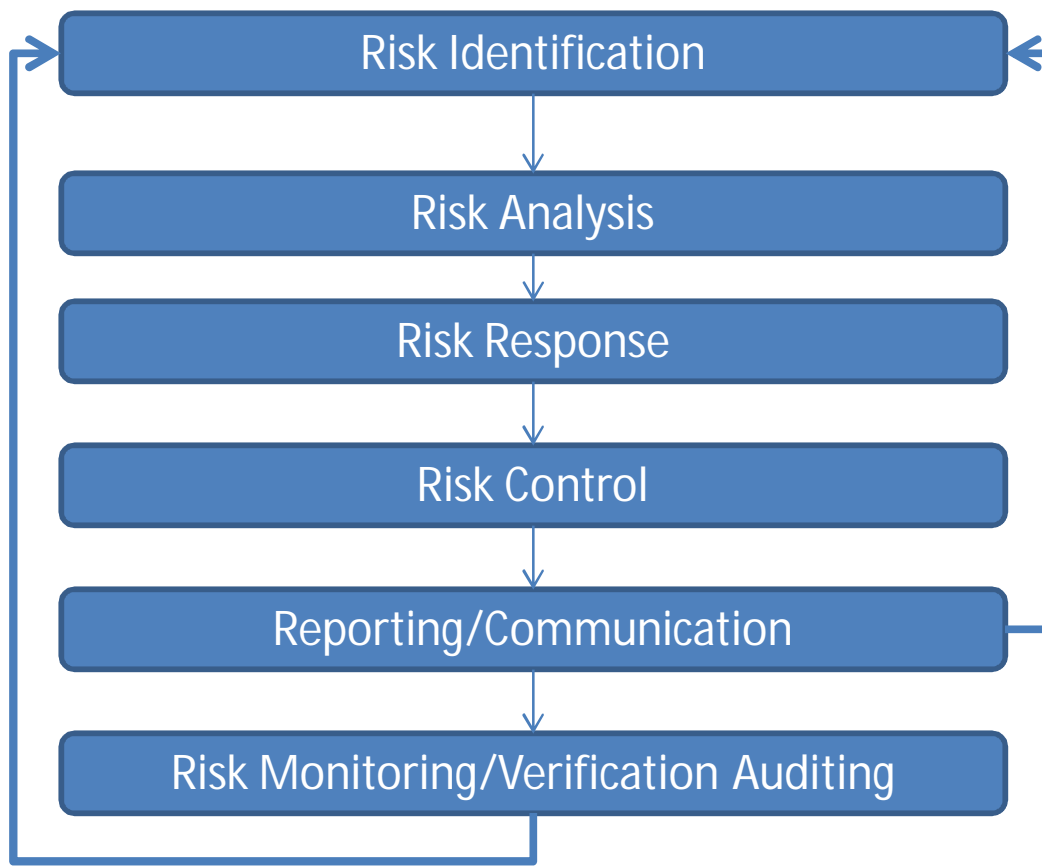 Risk Identification
Risk Analysis
Risk Response
Risk Control
Reporting/Communication
Risk Monitoring/Verification Auditing